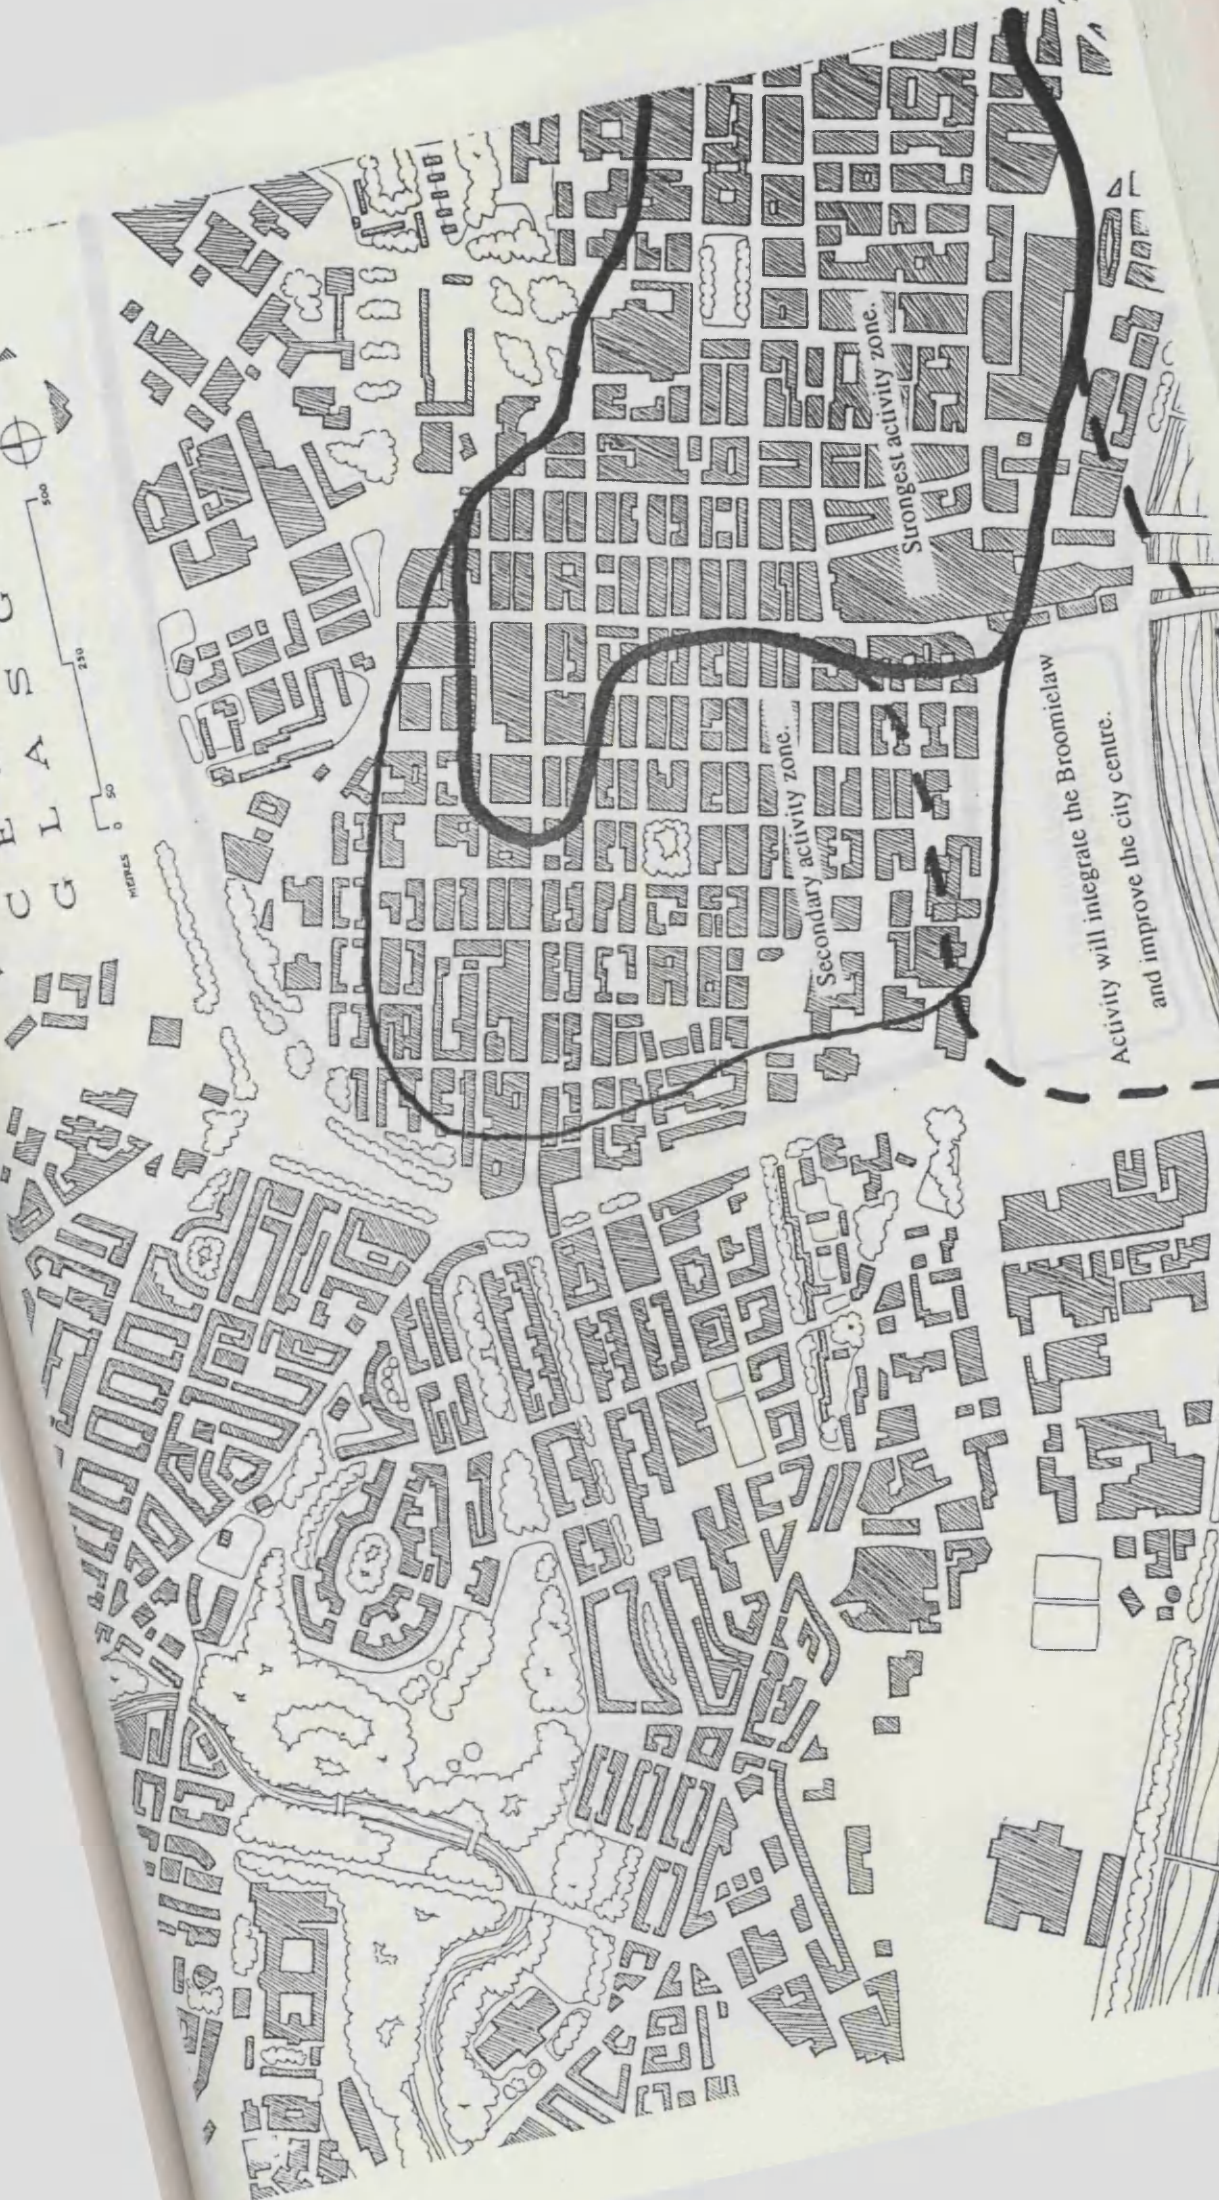 G L A S G
METRES
0 50 250 500
Strongest activity zone.
Secondary activity zone.
Activity will integrate the Broomielaw
and improve the city centre.